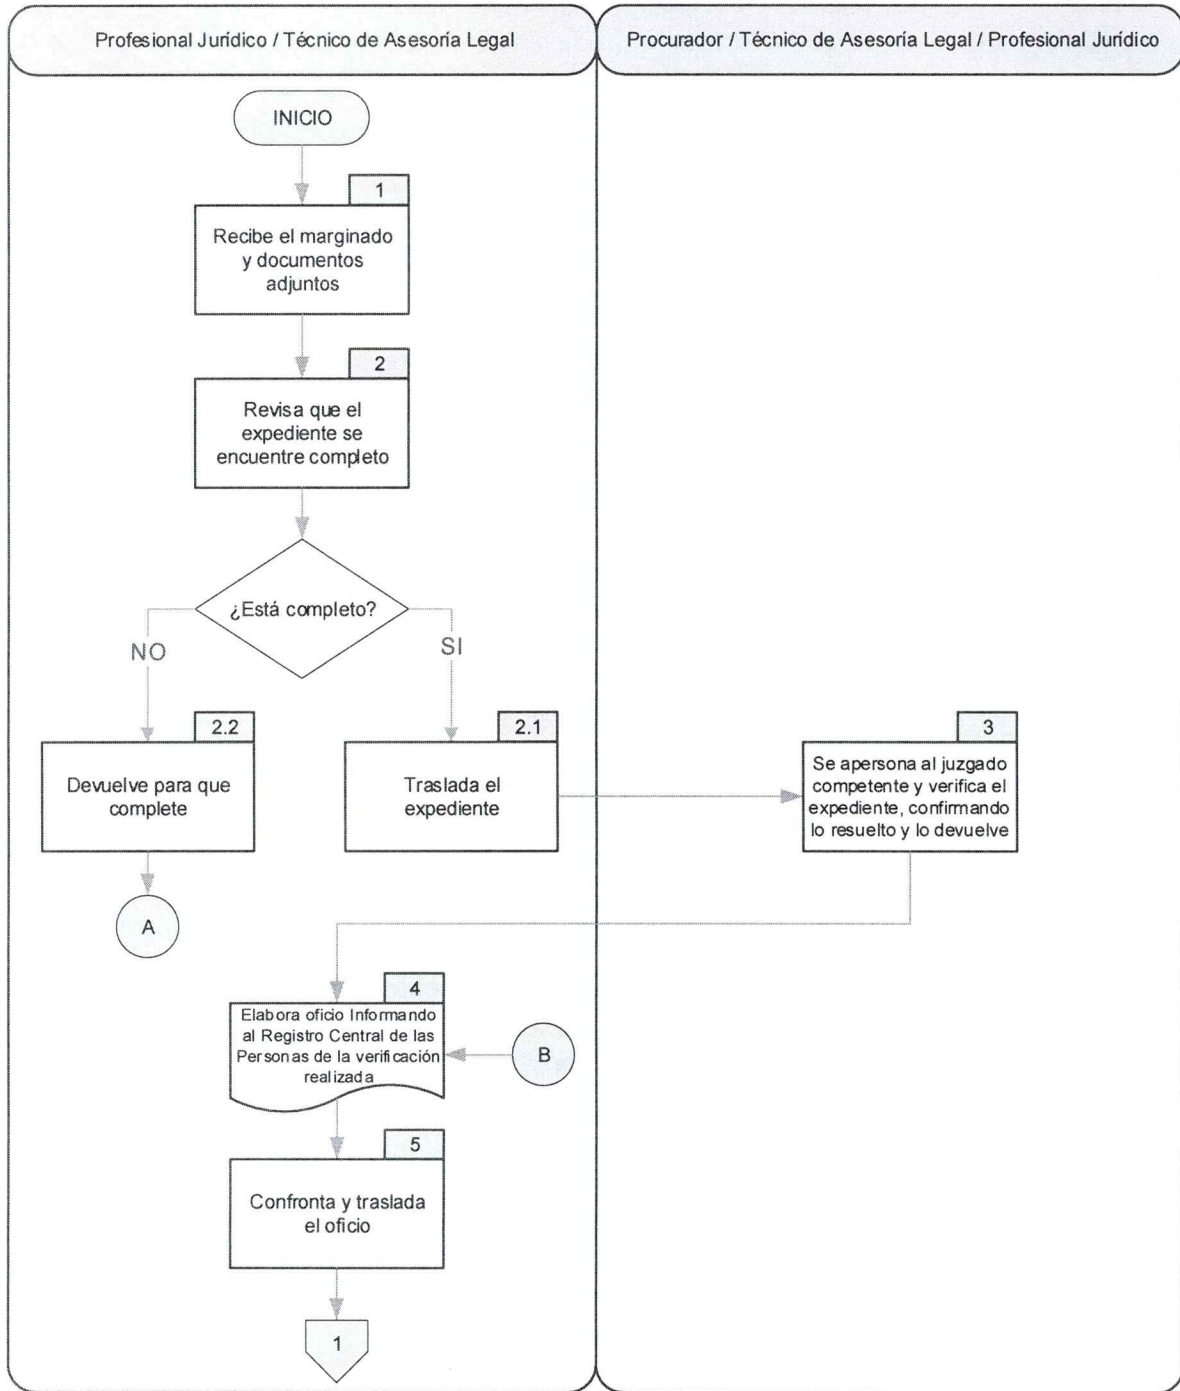 Profesional Jurídico / Técnico de Asesoría Legal
Procurador / Técnico de Asesoría Legal / Profesional Jurídico
INICIO
1
Recibe el marginado
y documentos
adjuntos
2
Revisa que el
expediente se
encuentre completo
¿Está completo?
NO
SI
2.2
Devuelve para que
complete
2.1
Traslada el
expediente
3
Se apersona al juzgado
competente y verifica el
expediente, confirmando
lo resuelto y lo devuelve
A
4
Elabora oficio Informando
al Registro Central de las
Personas de la verificación
realizada
B
5
Confronta y traslada
el oficio
1